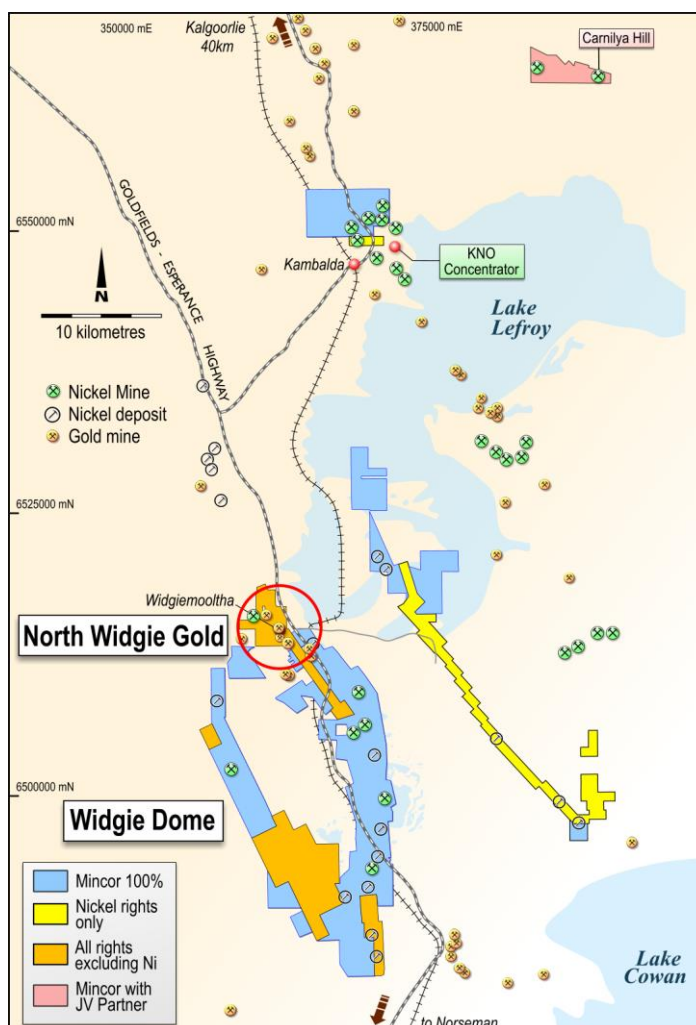 350000 mE
375000 mE
Kalgoorlie
40km
Carnilya Hill
GOLDFIELDS - ESPERANCE
HIGHWAY
6550000 mN
KNO
Concentrator
Kambalda
N
10 kilometres
Lake
Lefroy
Nickel Mine
Nickel deposit
Gold mine
6525000 mN
Widgiemooltha
North Widgie Gold
6500000 mN
Widgie Dome
Mincor 100%
Nickel rights
only
All rights
excluding Ni
Mincor with
JV Partner
Lake
Cowan
to Norseman